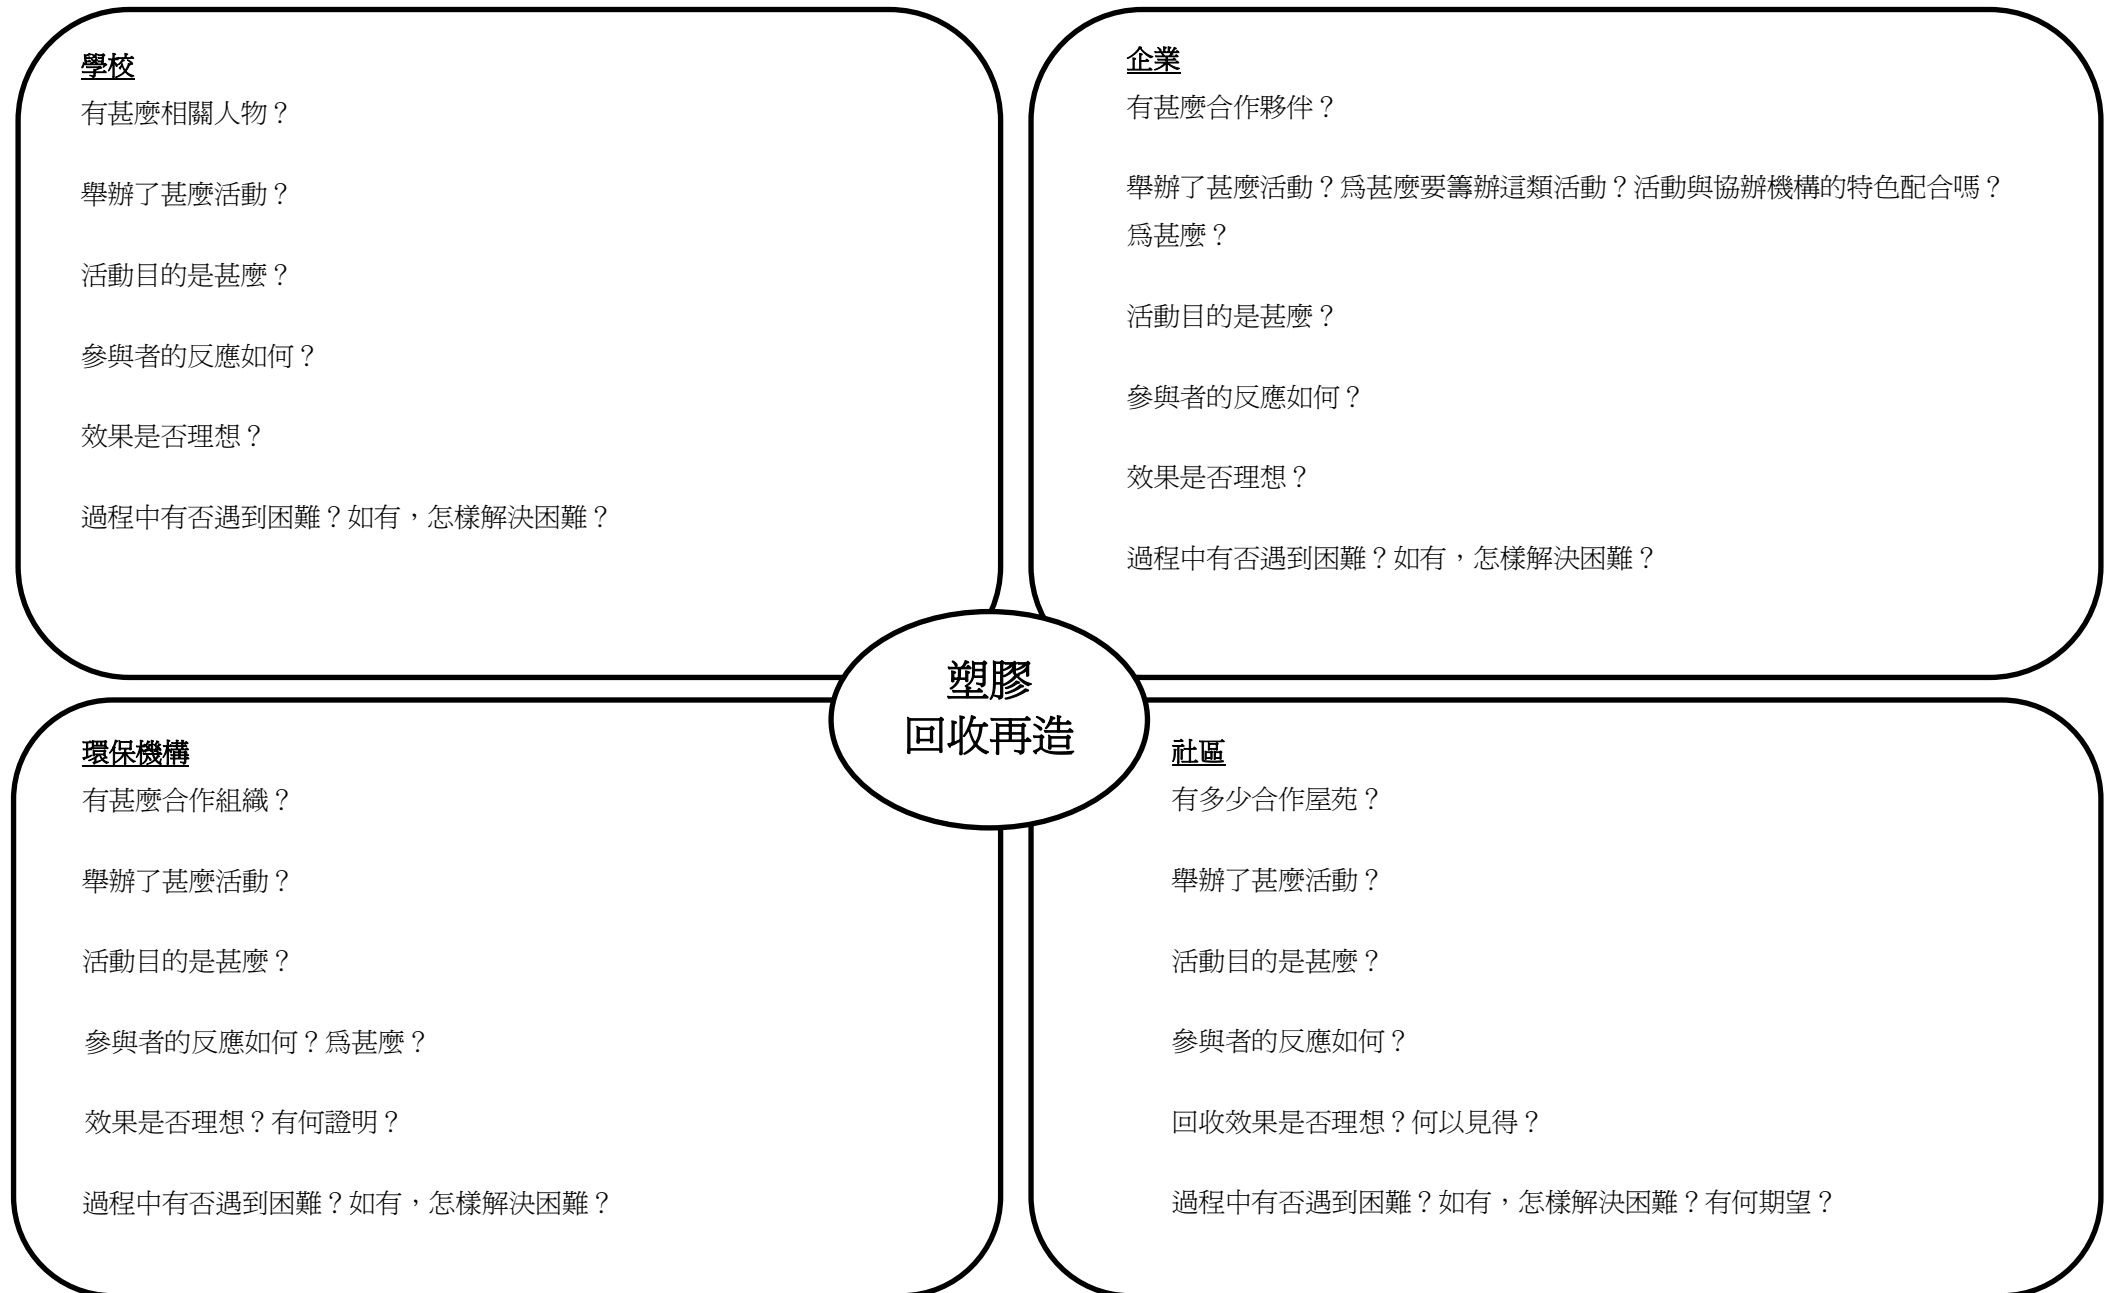 學校
有甚麼相關人物？
舉辦了甚麼活動？
活動目的是甚麼？
參與者的反應如何？
效果是否理想？
過程中有否遇到困難？如有，怎樣解決困難？
企業
有甚麼合作夥伴？
舉辦了甚麼活動？爲甚麼要籌辦這類活動？活動與協辦機構的特色配合嗎？
爲甚麼？
活動目的是甚麼？
參與者的反應如何？
效果是否理想？
過程中有否遇到困難？如有，怎樣解決困難？
塑膠
回收再造
環保機構
有甚麼合作組織？
舉辦了甚麼活動？
活動目的是甚麼？
參與者的反應如何？爲甚麼？
效果是否理想？有何證明？
過程中有否遇到困難？如有，怎樣解決困難？
社區
有多少合作屋苑？
舉辦了甚麼活動？
活動目的是甚麼？
參與者的反應如何？
回收效果是否理想？何以見得？
過程中有否遇到困難？如有，怎樣解決困難？有何期望？